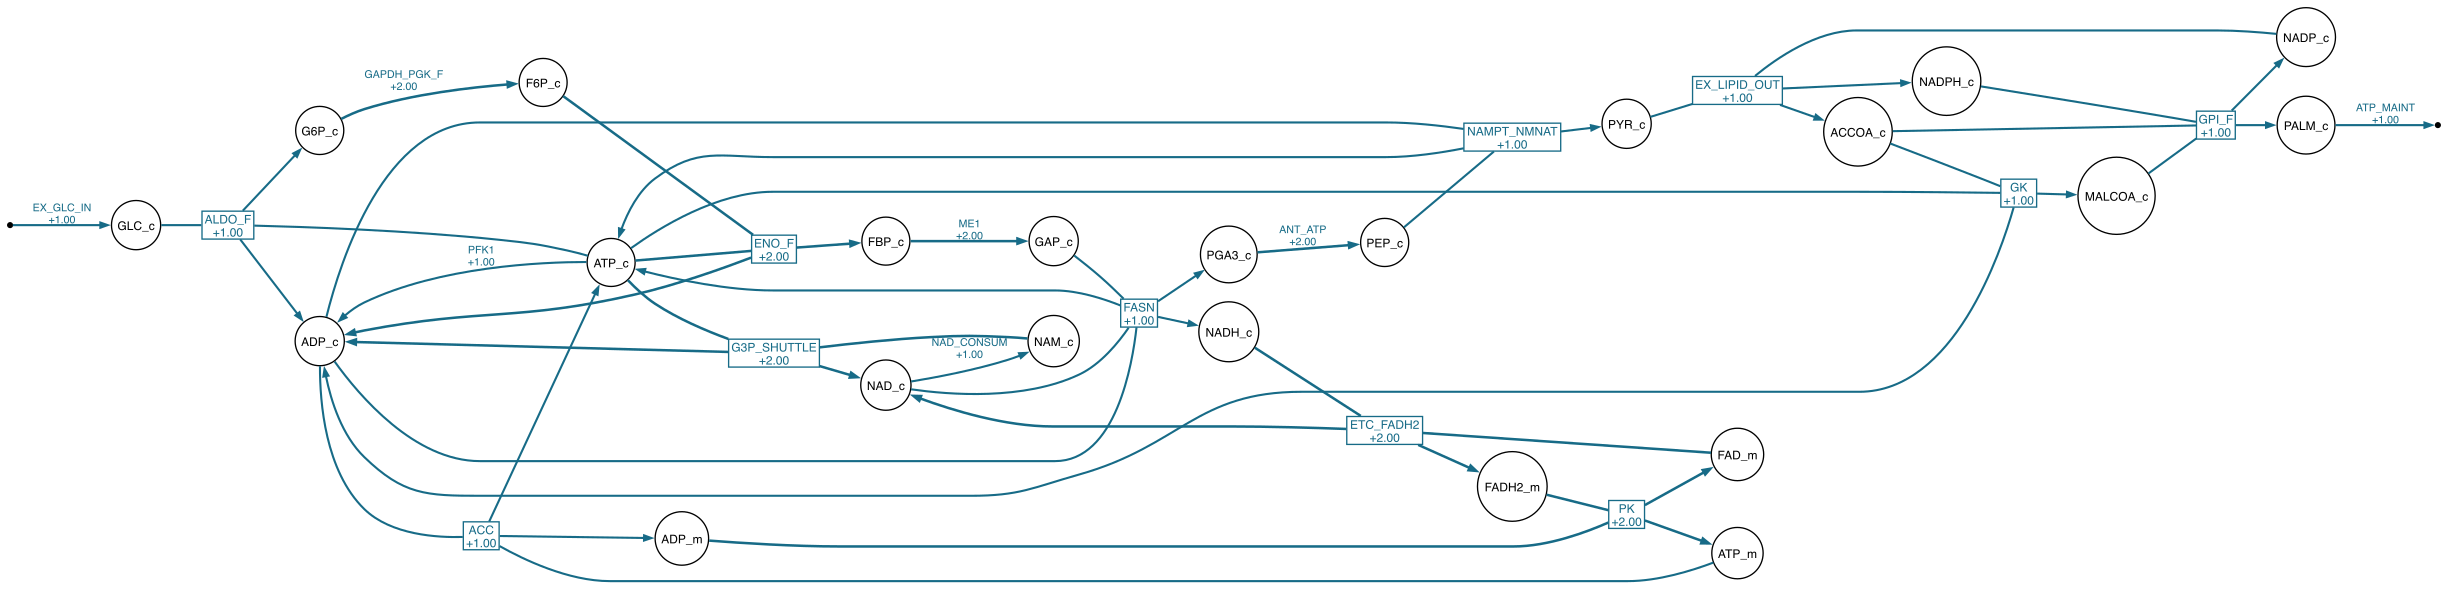 NADP_c
GAPDH_PGK_F
+2.00
F6P_c
EX_LIPID_OUT
+1.00
NADPH_c
ATP_MAINT
+1.00
G6P_c
NAMPT_NMNAT
+1.00
PYR_c
ACCOA_c
GPI_F
+1.00
PALM_c
EX_GLC_IN
+1.00
GLC_c
ALDO_F
+1.00
GK
+1.00
MALCOA_c
PFK1
+1.00
ATP_c
ENO_F
+2.00
FBP_c
ME1
+2.00
GAP_c
PGA3_c
ANT_ATP
+2.00
PEP_c
FASN
+1.00
NADH_c
ADP_c
G3P_SHUTTLE
+2.00
NAD_CONSUM
+1.00
NAM_c
NAD_c
ETC_FADH2
+2.00
FAD_m
FADH2_m
PK
+2.00
ACC
+1.00
ADP_m
ATP_m